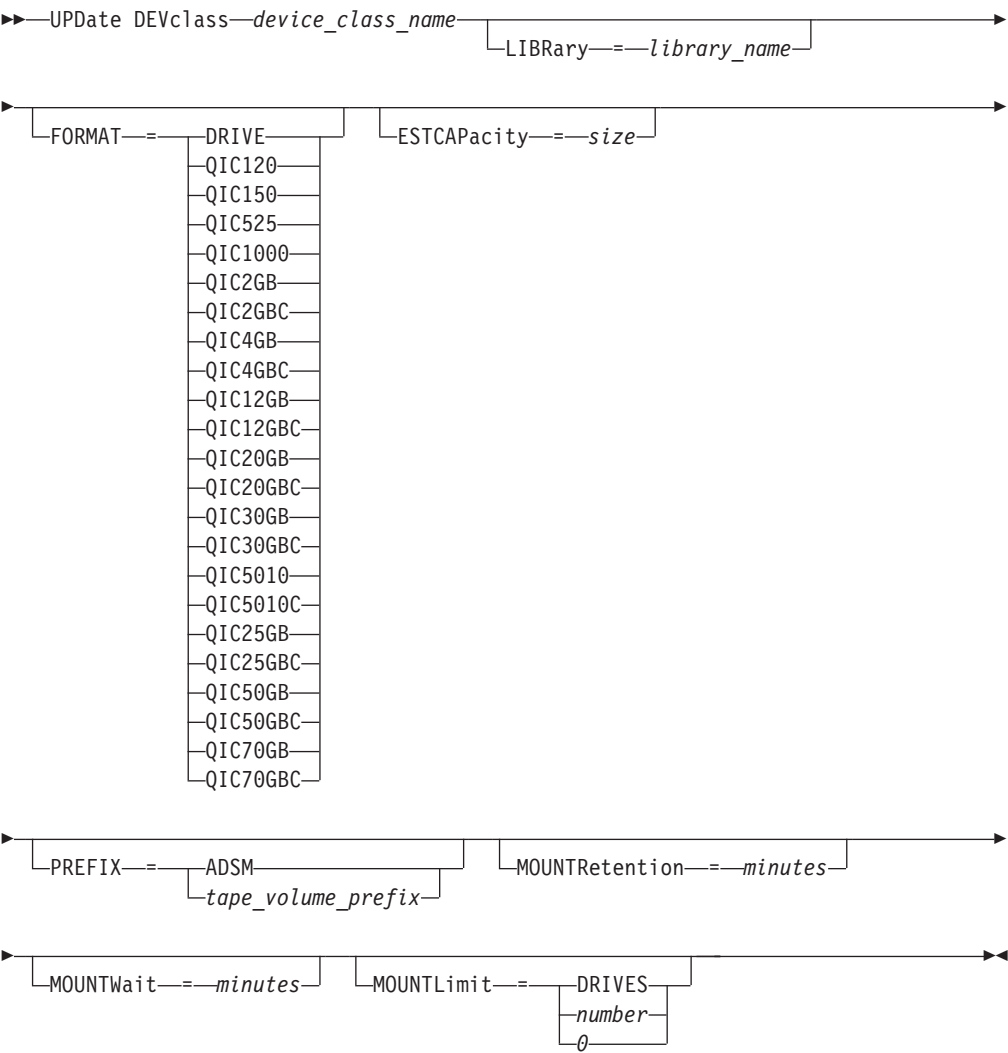 UPDate DEVclass device_class_name
LIBRary = library_name
FORMAT = DRIVE
QIC120
QIC150
QIC525
QIC1000
QIC2GB
QIC2GBC
QIC4GB
QIC4GBC
QIC12GB
QIC12GBC
QIC20GB
QIC20GBC
QIC30GB
QIC30GBC
QIC5010
QIC5010C
QIC25GB
QIC25GBC
QIC50GB
QIC50GBC
QIC70GB
QIC70GBC
ESTCAPacity = size
PREFIX = ADSM
tape_volume_prefix
MOUNTRetention = minutes
MOUNTWait = minutes
MOUNTLimit = DRIVES
number
0